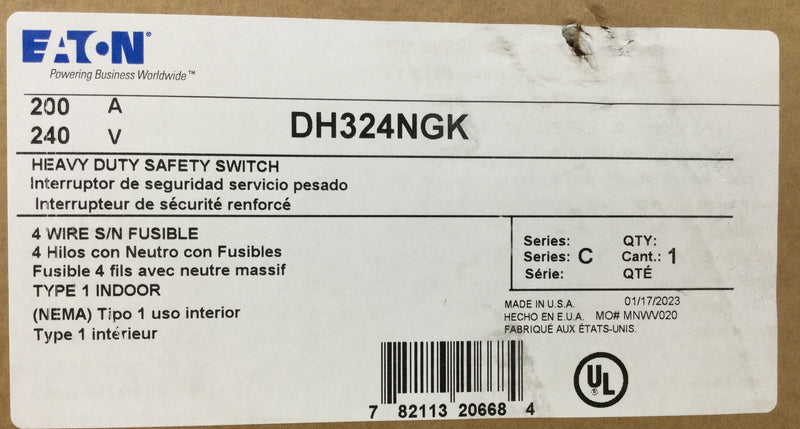 EATON
Powering Business Worldwide™
200 A
240 V
DH324NGK
HEAVY DUTY SAFETY SWITCH
Interruptor de seguridad servicio pesado
Interrupteur de sécurité renforcé
4 WIRE S/N FUSIBLE
4 Hilos con Neutro con Fusibles
Fusible 4 fils avec neutre massif
TYPE 1 INDOOR
(NEMA) Tipo 1 uso interior
Type 1 intérieur
Series: QTY:
Series: C Cant.: 1
Série: QTÉ
MADE IN U.S.A. 01/17/2023
HECHO EN E.U.A. MO# MNWV020
FABRIQUÉ AUX ÉTATS-UNIS.
UL
7 82113 20668 4